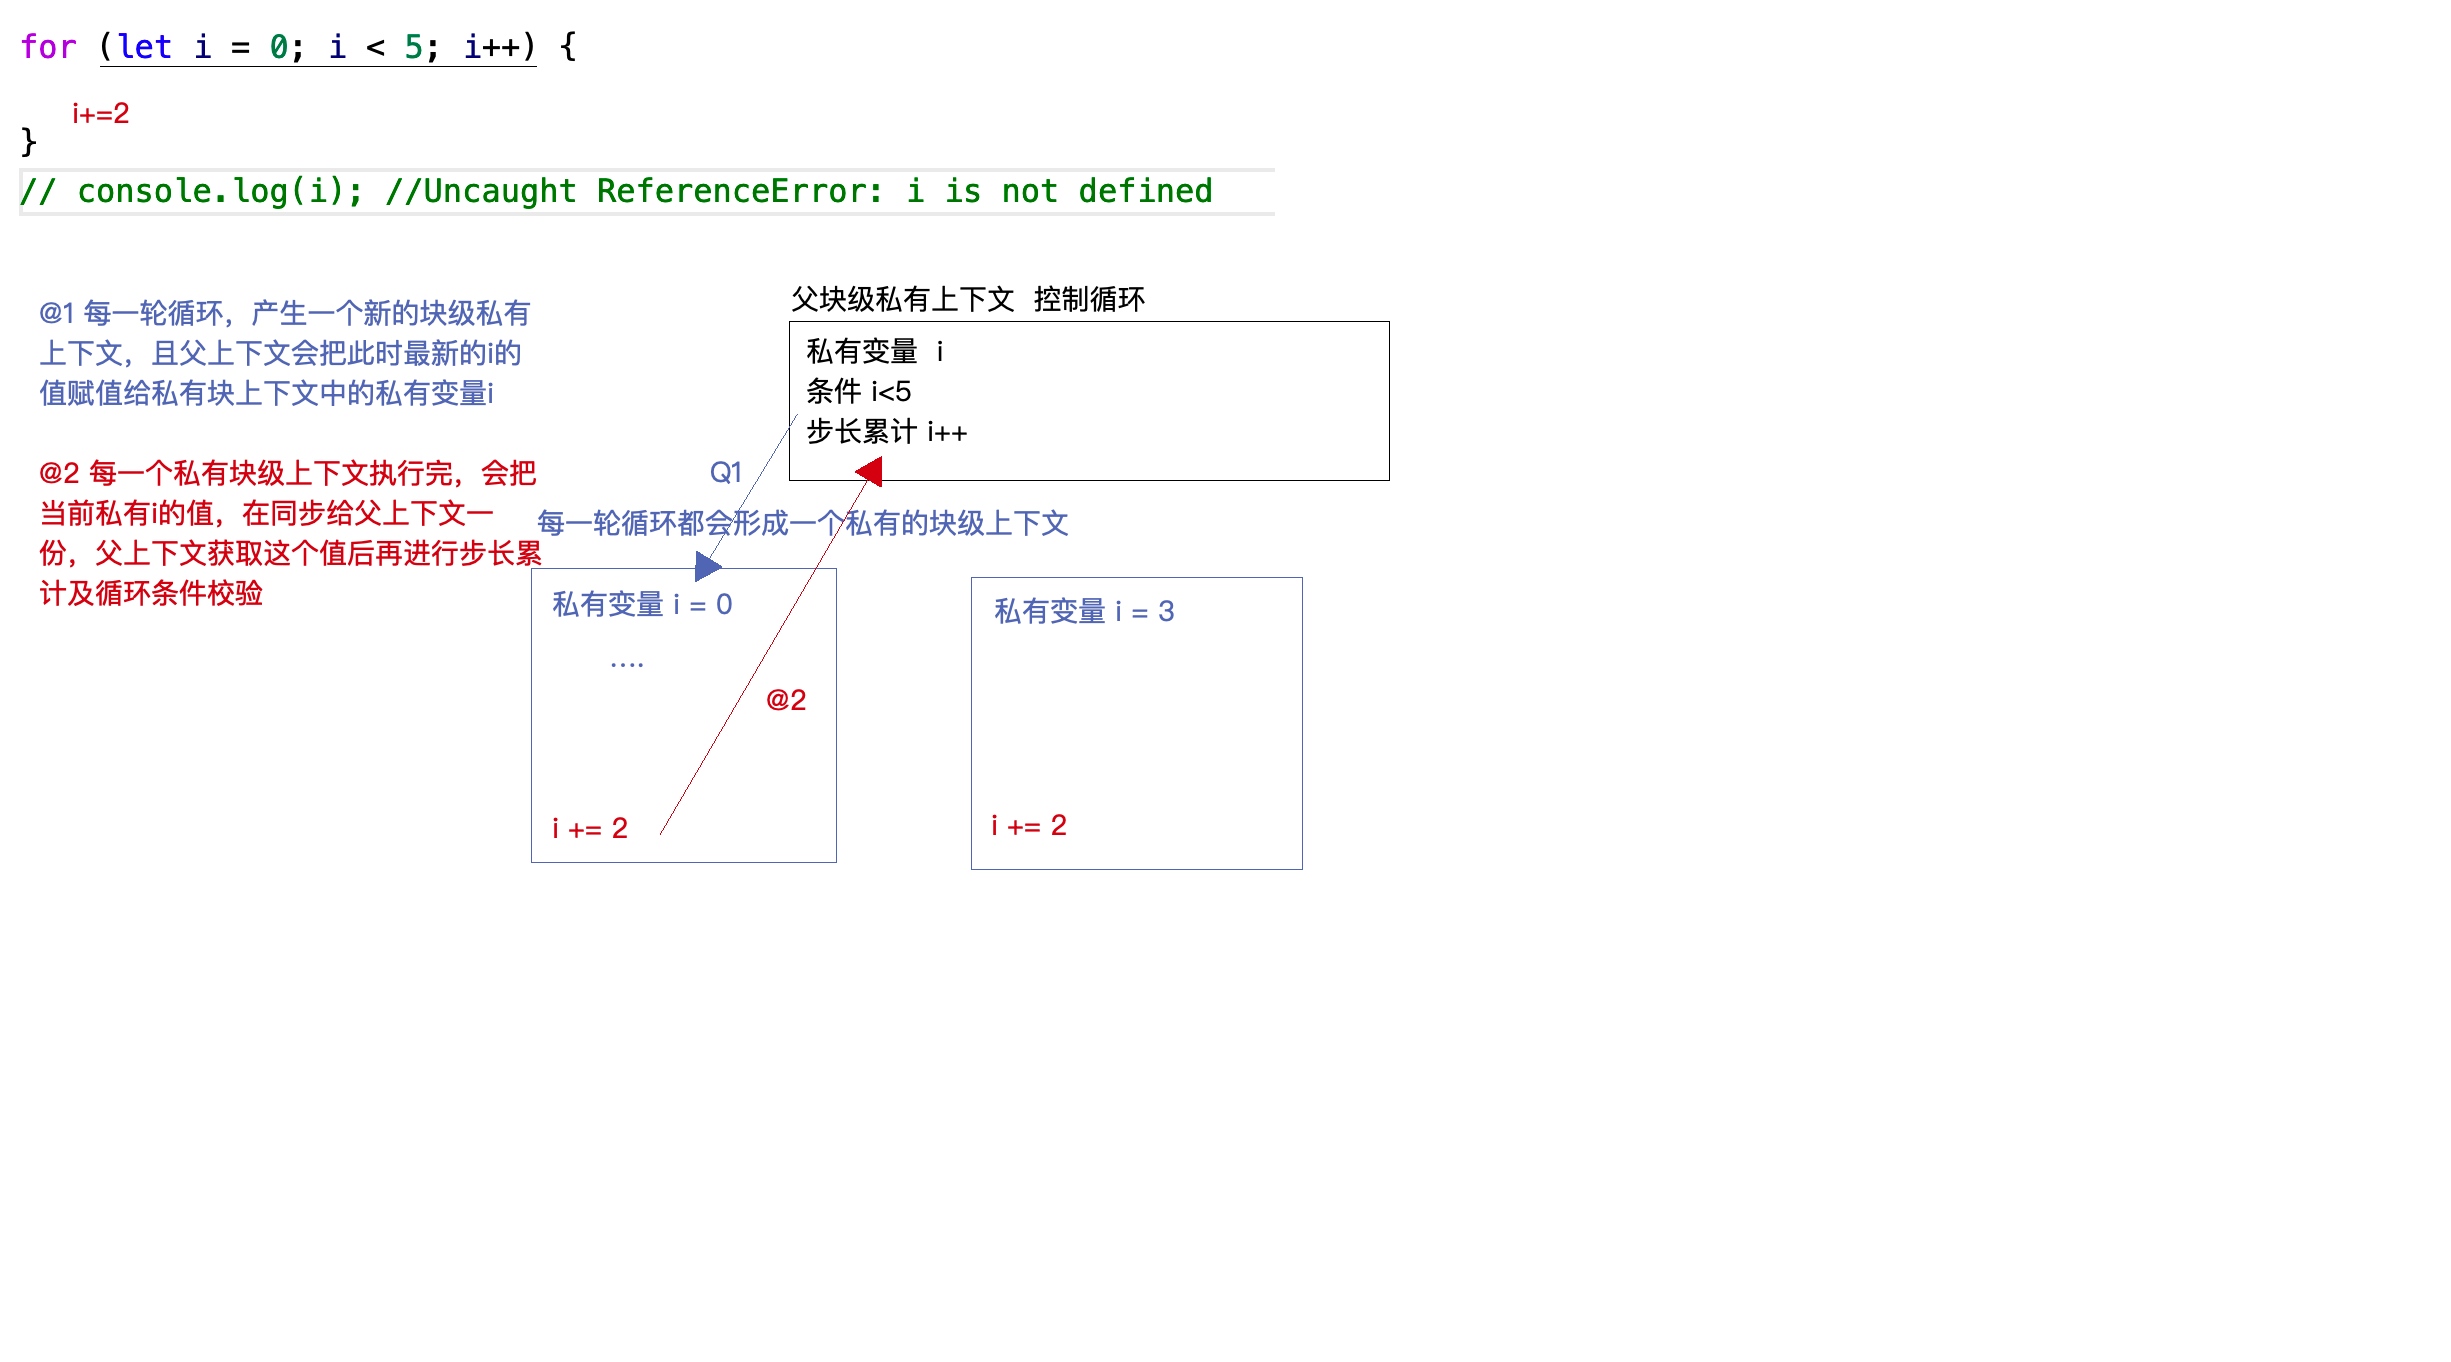 for (let i = 0; i < 5; i++) {
i+=2
}
// console.log(i); //Uncaught ReferenceError: i is not defined
@1 每一轮循环，产生一个新的块级私有
上下文，且父上下文会把此时最新的i的
值赋值给私有块上下文中的私有变量i
@2 每一个私有块级上下文执行完，会把
当前私有i的值，在同步给父上下文一
份，父上下文获取这个值后再进行步长累
计及循环条件校验
父块级私有上下文 控制循环
私有变量 i
条件 i<5
步长累计 i++
Q1
每一轮循环都会形成一个私有的块级上下文
私有变量 i = 0
....
@2
i += 2
私有变量 i = 3
i += 2